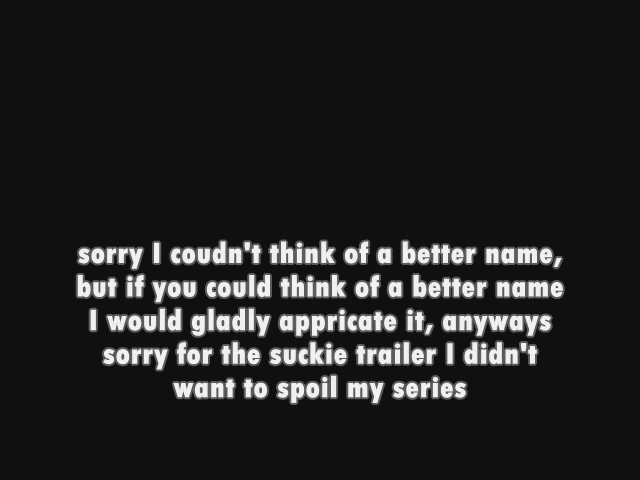 sorry I coudn't think of a better name,
but if you could think of a better name
I would gladly appricate it, anyways
sorry for the suckie trailer I didn't
want to spoil my series